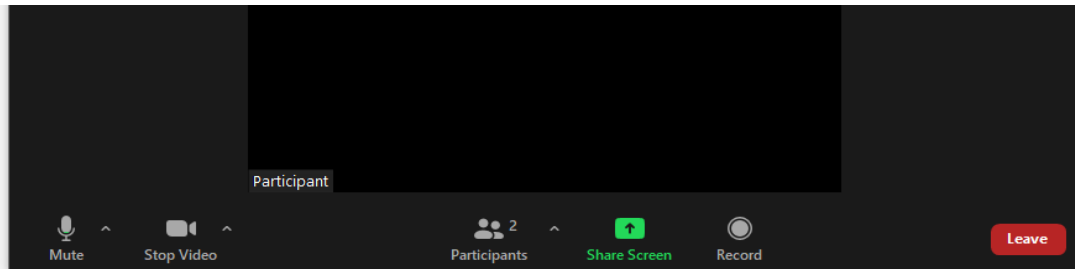 Participant
2
Mute
Stop Video
Participants
Share Screen
Record
Leave